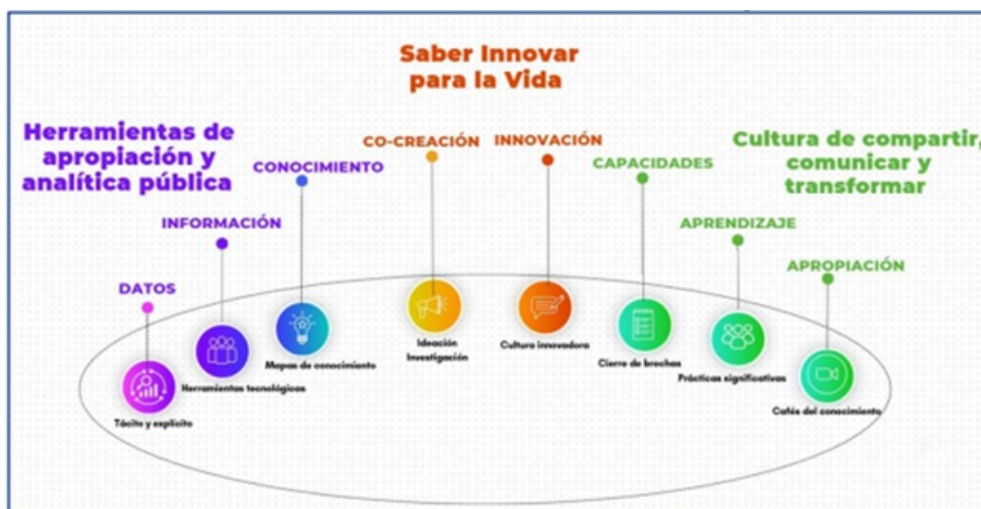 Saber Innovar
para la Vida
Herramientas de
apropiación y
analítica pública
Cultura de compartir,
comunicar y
transformar
DATOS
INFORMACIÓN
CONOCIMIENTO
CO-CREACIÓN
INNOVACIÓN
CAPACIDADES
APRENDIZAJE
APROPIACIÓN
Tácito y explícito
Herramientas tecnológicas
Mapas de conocimiento
Ideación
Investigación
Cultura innovadora
Cierre de brechas
Prácticas significativas
Cafés del conocimiento